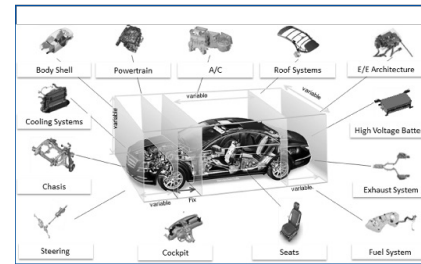 Body Shell
Powertrain
A/C
Roof Systems
E/E Architecture
variable
variable
variable
Cooling Systems
High Voltage Batte
Chasis
Exhaust System
variable
Fix
variable
Steering
Cockpit
Seats
Fuel System